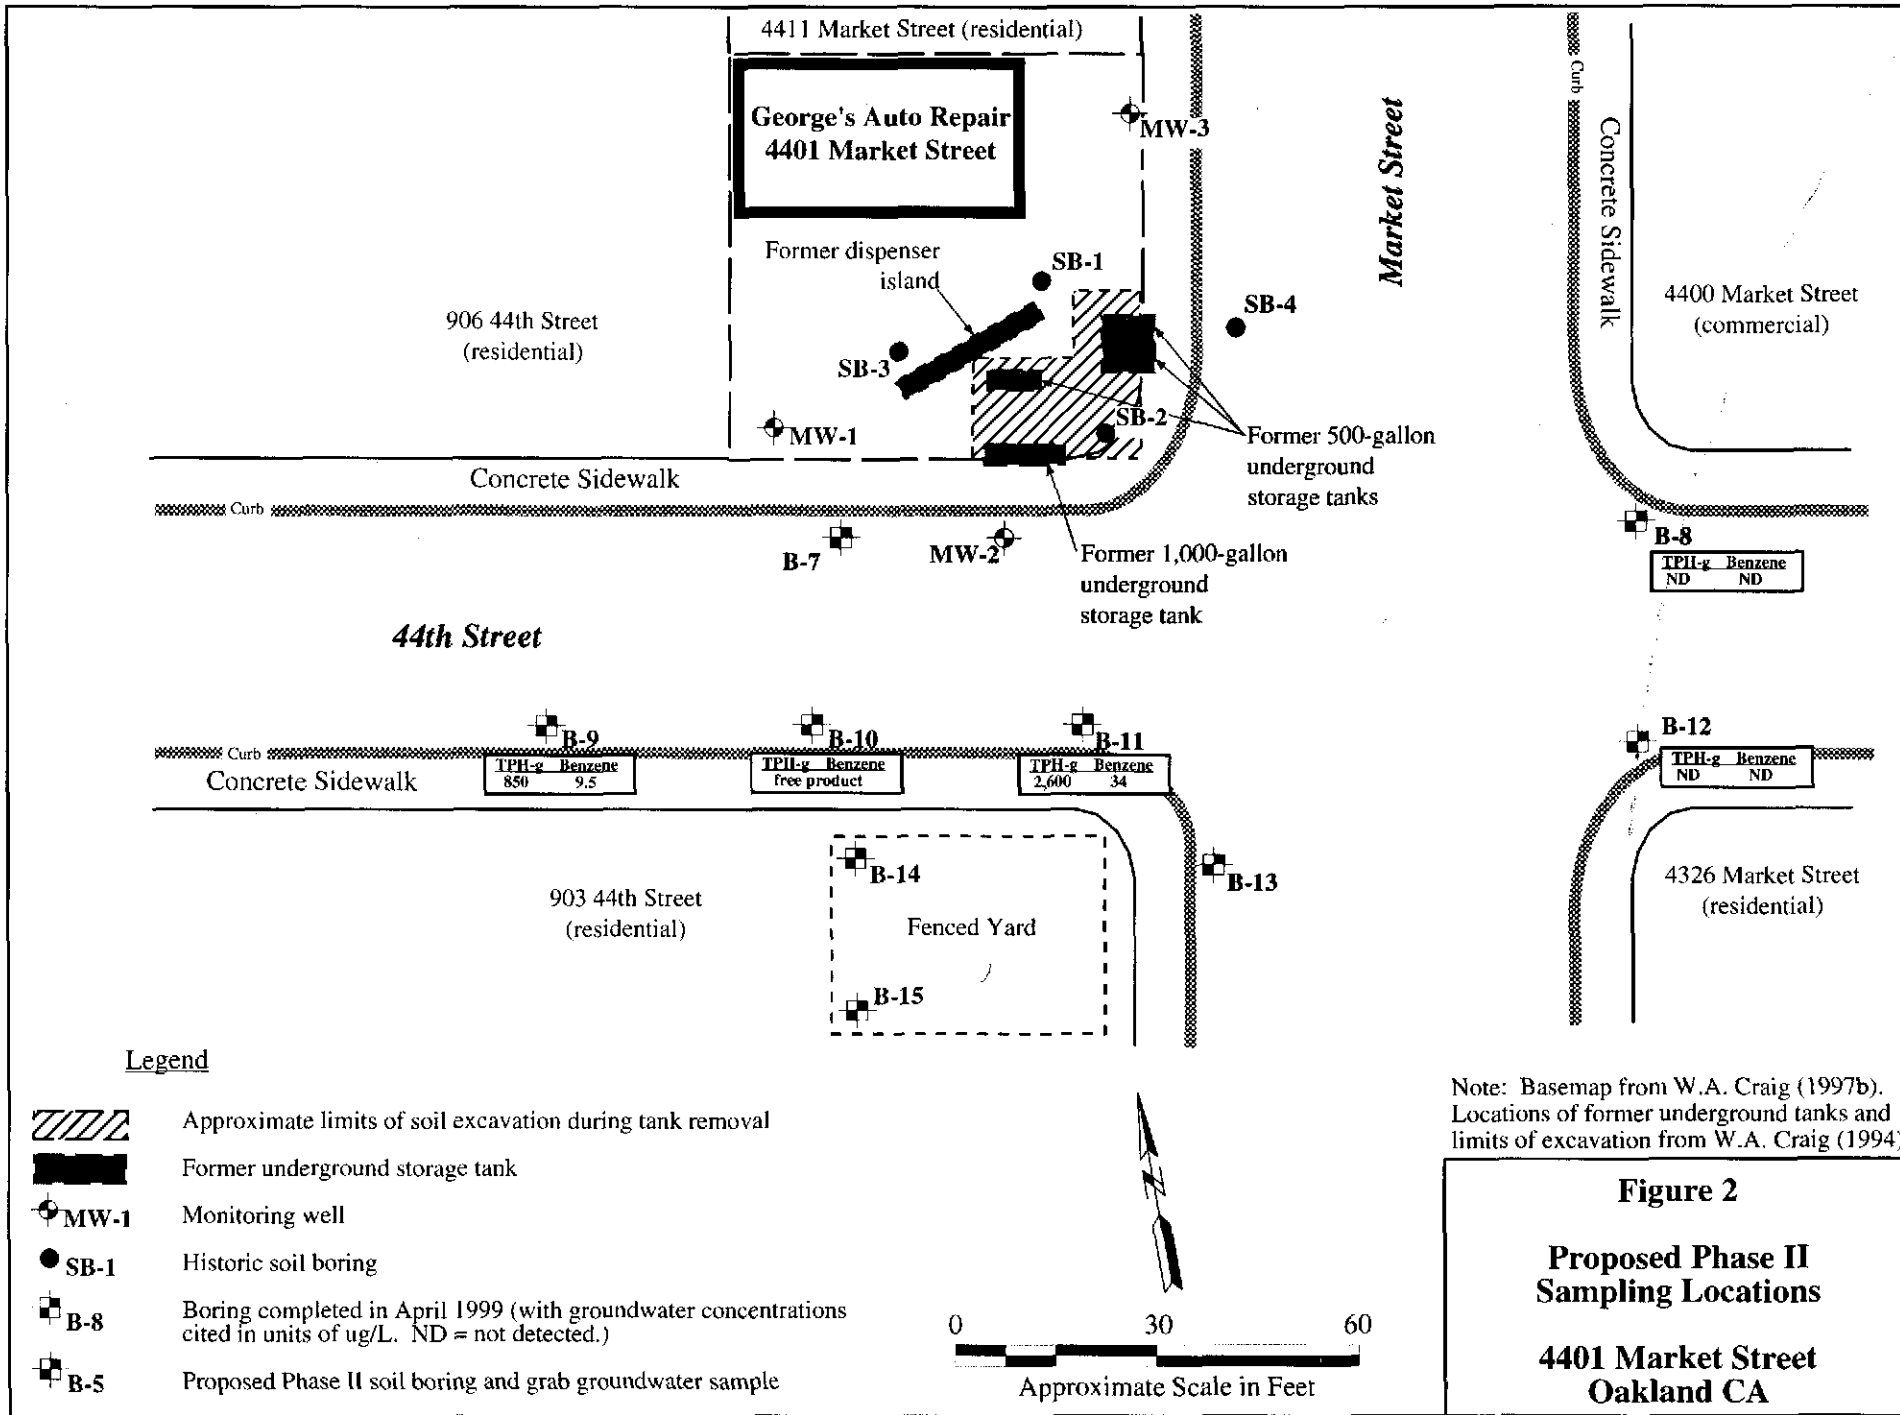 4411 Market Street (residential)
George's Auto Repair
4401 Market Street
MW-3
Curb
Concrete Sidewalk
Market Street
Former dispenser
island
SB-1
SB-4
4400 Market Street
(commercial)
906 44th Street
(residential)
SB-3
SB-2
MW-1
Former 500-gallon
underground
storage tanks
Concrete Sidewalk
Curb
B-7
MW-2
Former 1,000-gallon
underground
storage tank
B-8
TPH-g Benzene
ND ND
44th Street
B-9
B-10
B-11
B-12
Curb
Concrete Sidewalk
TPH-g Benzene
850 9.5
TPH-g Benzene
free product
TPH-g Benzene
2,600 34
TPH-g Benzene
ND ND
B-14
B-13
903 44th Street
(residential)
Fenced Yard
4326 Market Street
(residential)
B-15
Legend
Approximate limits of soil excavation during tank removal
Former underground storage tank
MW-1 Monitoring well
SB-1 Historic soil boring
B-8 Boring completed in April 1999 (with groundwater concentrations
cited in units of ug/L. ND = not detected.)
B-5 Proposed Phase II soil boring and grab groundwater sample
0 30 60
Approximate Scale in Feet
Note: Basemap from W.A. Craig (1997b).
Locations of former underground tanks and
limits of excavation from W.A. Craig (1994)
Figure 2
Proposed Phase II
Sampling Locations
4401 Market Street
Oakland CA